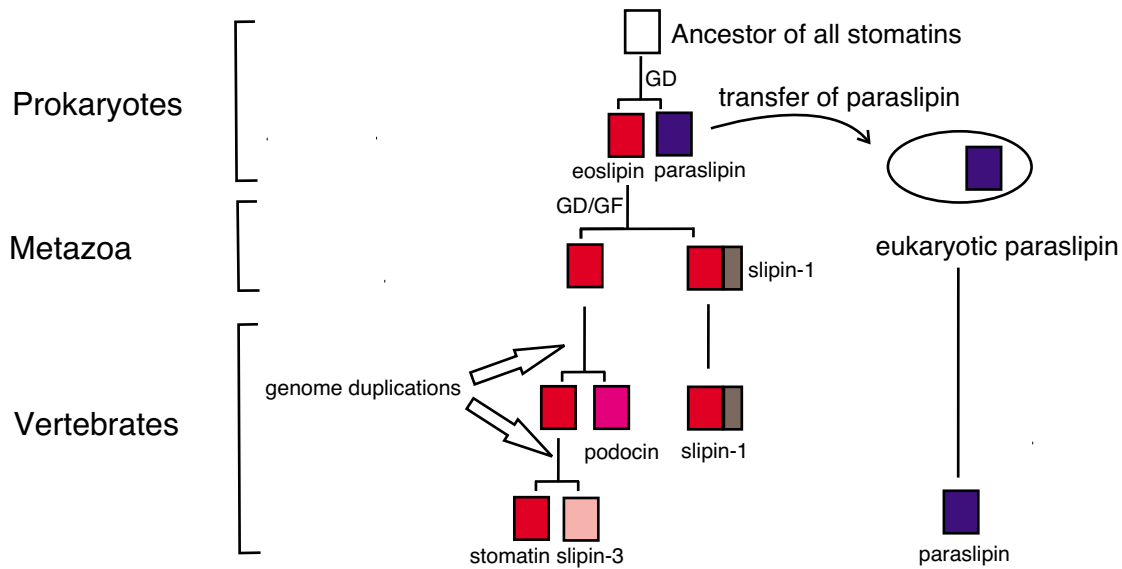 Ancestor of all stomatins
GD
Prokaryotes
transfer of paraslipin
eoslipin paraslipin
GD/GF
Metazoa
slipin-1
eukaryotic paraslipin
genome duplications
Vertebrates
podocin
slipin-1
stomatin slipin-3
paraslipin